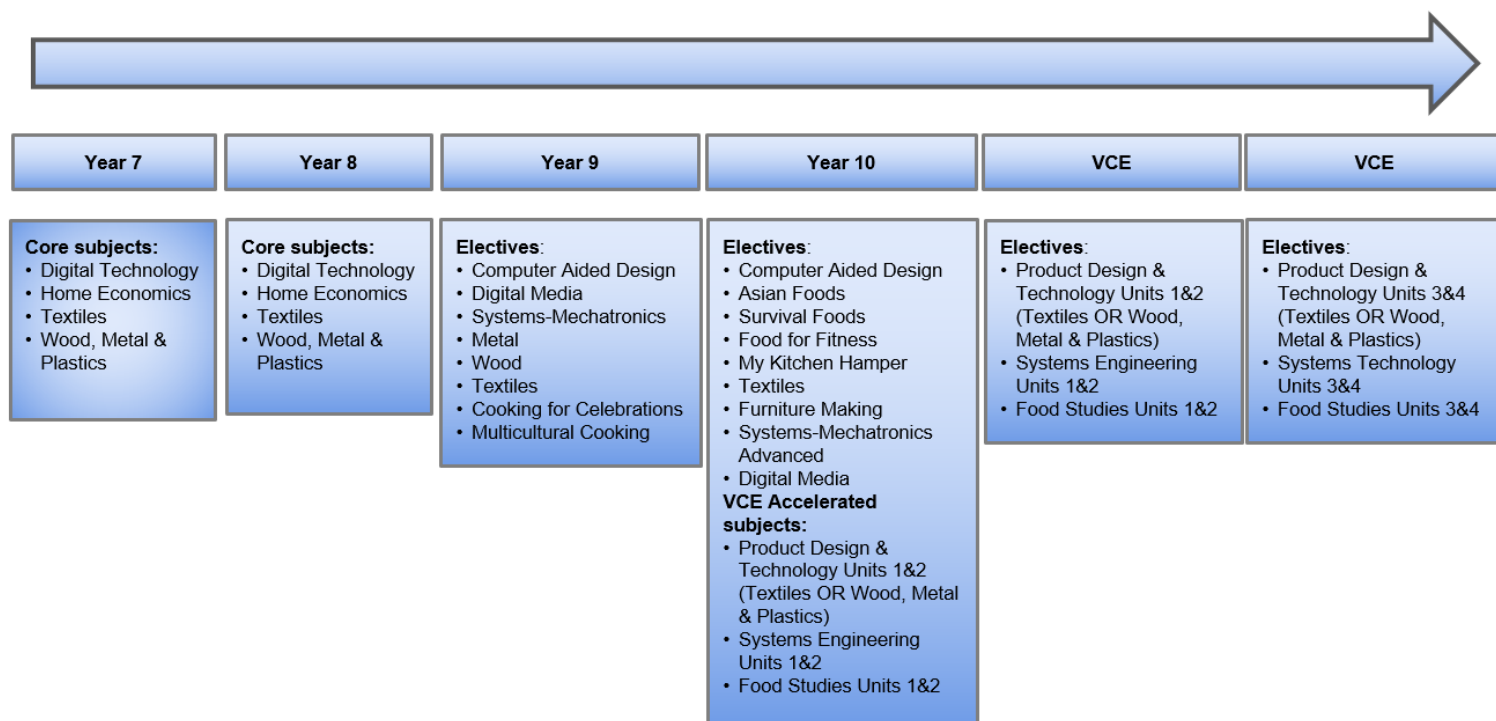 Year 7
Year 8
Year 9
Year 10
VCE
VCE
Core subjects:
• Digital Technology
• Home Economics
• Textiles
• Wood, Metal &
Plastics
Core subjects:
• Digital Technology
• Home Economics
• Textiles
• Wood, Metal &
Plastics
Electives:
• Computer Aided Design
• Digital Media
• Systems-Mechatronics
• Metal
• Wood
• Textiles
• Cooking for Celebrations
• Multicultural Cooking
Electives:
• Computer Aided Design
• Asian Foods
• Survival Foods
• Food for Fitness
• My Kitchen Hamper
• Textiles
• Furniture Making
• Systems-Mechatronics
Advanced
• Digital Media
VCE Accelerated
subjects:
• Product Design &
Technology Units 1&2
(Textiles OR Wood, Metal
& Plastics)
• Systems Engineering
Units 1&2
• Food Studies Units 1&2
Electives:
• Product Design &
Technology Units 1&2
(Textiles OR Wood,
Metal & Plastics)
• Systems Engineering
Units 1&2
• Food Studies Units 1&2
Electives:
• Product Design &
Technology Units 3&4
(Textiles OR Wood,
Metal & Plastics)
• Systems Technology
Units 3&4
• Food Studies Units 3&4